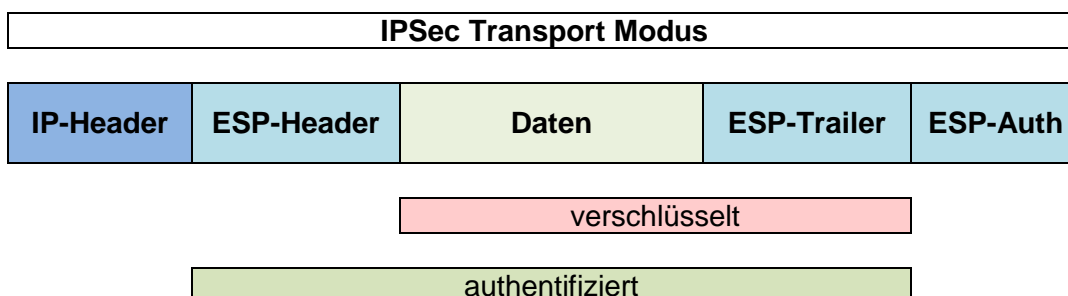 IPSec Transport Modus
IP-Header ESP-Header Daten ESP-Trailer ESP-Auth
verschlüsselt
authentifiziert